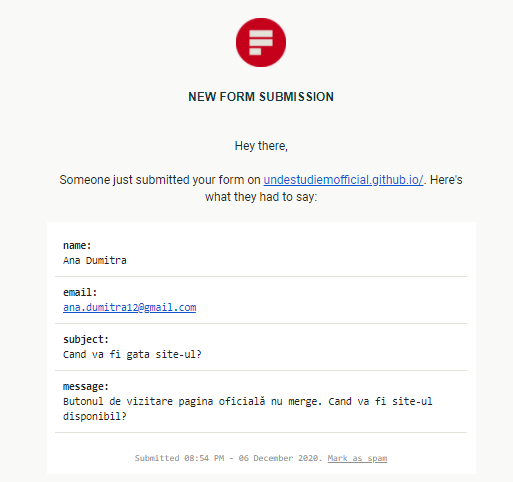 NEW FORM SUBMISSION
Hey there,
Someone just submitted your form on undestudiemofficial.github.io/. Here's
what they had to say:
name:
Ana Dumitra
email:
ana.dumitra12@gmail.com
subject:
Cand va fi gata site-ul?
message:
Butonul de vizitare pagina oficială nu merge. Cand va fi site-ul
disponibil?
Submitted 08:54 PM - 06 December 2020. Mark as spam